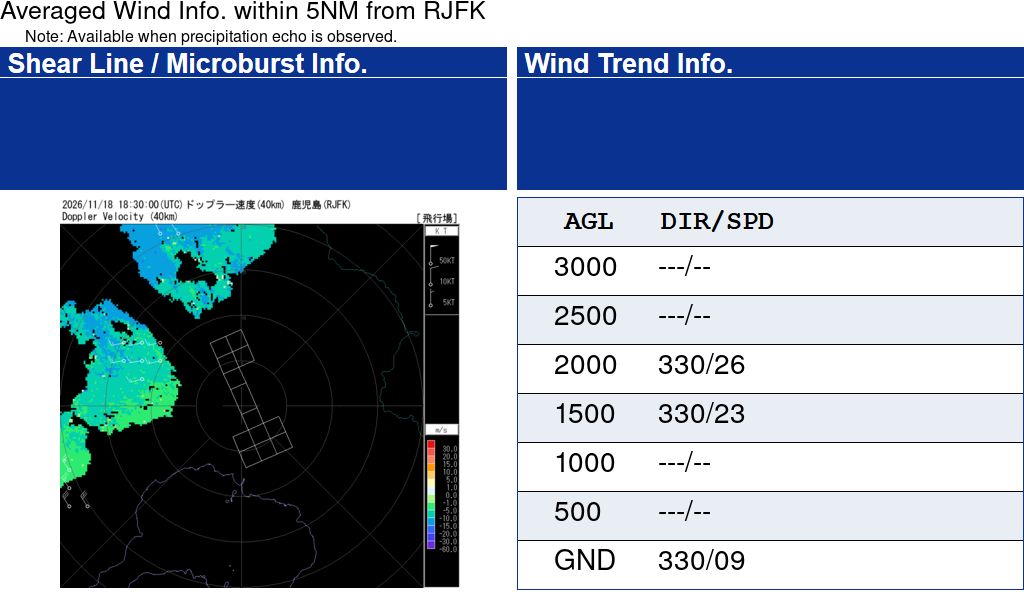 Averaged Wind Info. within 5NM from RJFK
Note: Available when precipitation echo is observed.
Shear Line / Microburst Info.
Wind Trend Info.
2026/11/18 18:30:00(UTC) ドップラー速度(40km) 鹿児島(RJFK)
Doppler Velocity (40km)
[飛行場]
KT
50KT
10KT
5KT
m/s
30.0
20.0
15.0
10.0
5.0
1.0
0.0
-1.0
-5.0
-10.0
-15.0
-20.0
-30.0
-60.0
AGL DIR/SPD
3000 ---/--
2500 ---/--
2000 330/26
1500 330/23
1000 ---/--
500 ---/--
GND 330/09